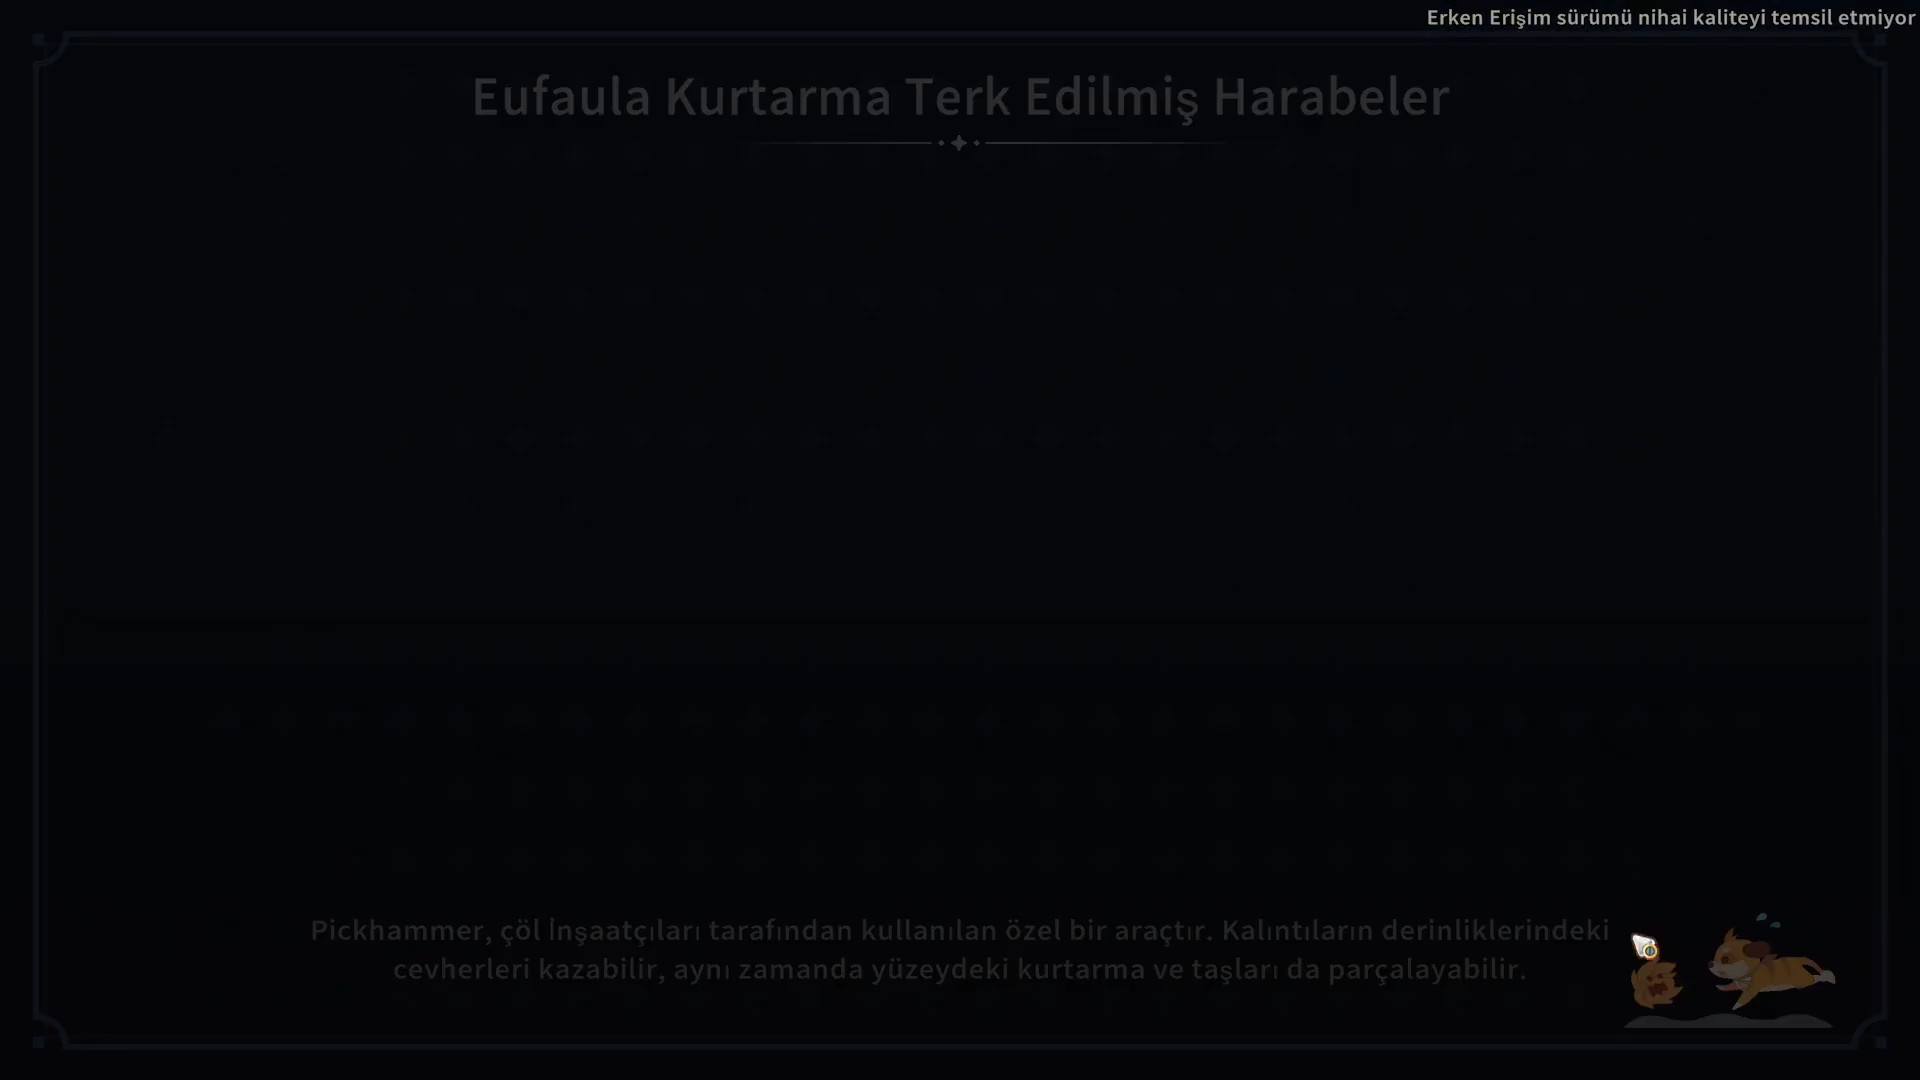 Erken Erişim sürümü nihai kaliteyi temsil etmiyor
Eufaula Kurtarma Terk Edilmiş Harabeler
Pickhammer, çöl İnşaatçıları tarafından kullanılan özel bir araçtır. Kalıntıların derinliklerindeki
cevherleri kazabilir, aynı zamanda yüzeydeki kurtarma ve taşları da parçalayabilir.